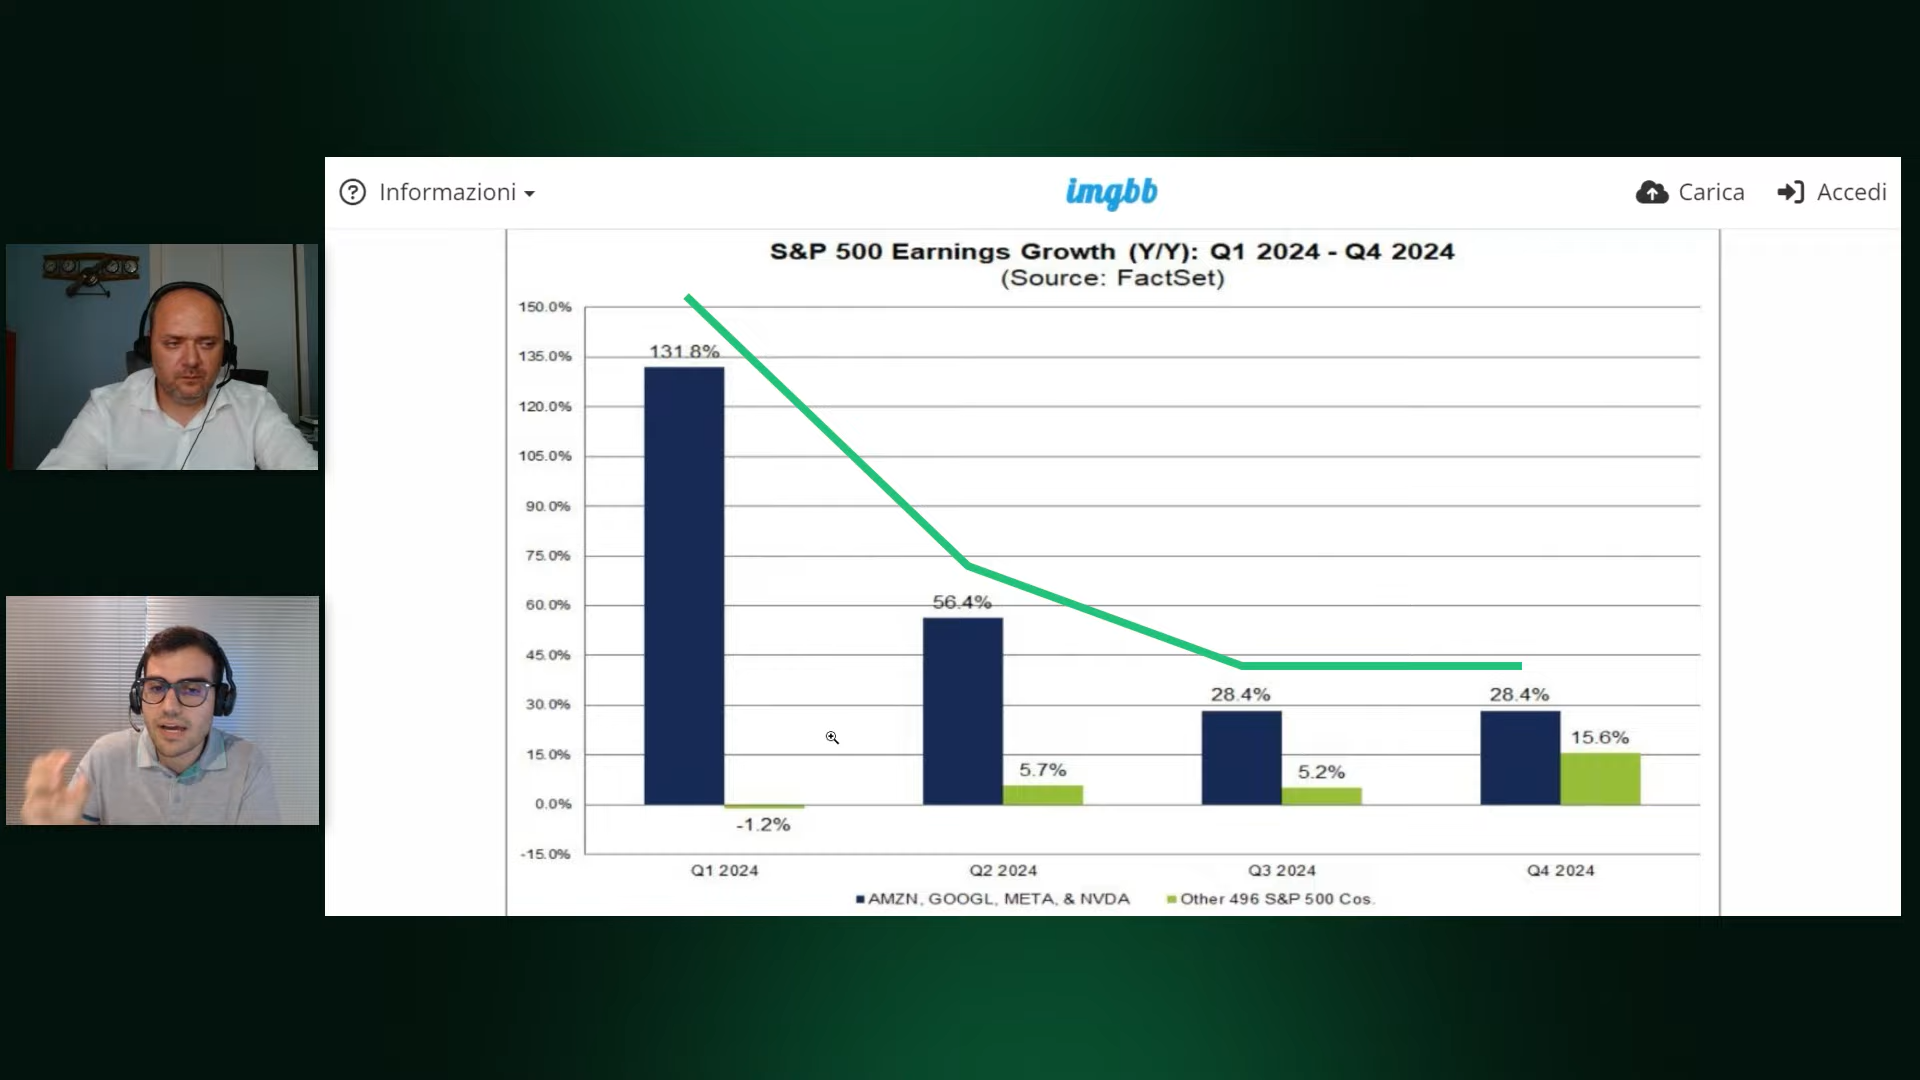 Informazioni
imgbb
Carica
Accedi
S&P 500 Earnings Growth (Y/Y): Q1 2024 - Q4 2024
(Source: FactSet)
150.0%
135.0%
120.0%
105.0%
90.0%
75.0%
60.0%
45.0%
30.0%
15.0%
0.0%
-15.0%
131.8%
-1.2%
56.4%
5.7%
28.4%
5.2%
28.4%
15.6%
Q1 2024
Q2 2024
Q3 2024
Q4 2024
AMZN, GOOGL, META, & NVDA
Other 496 S&P 500 Cos.